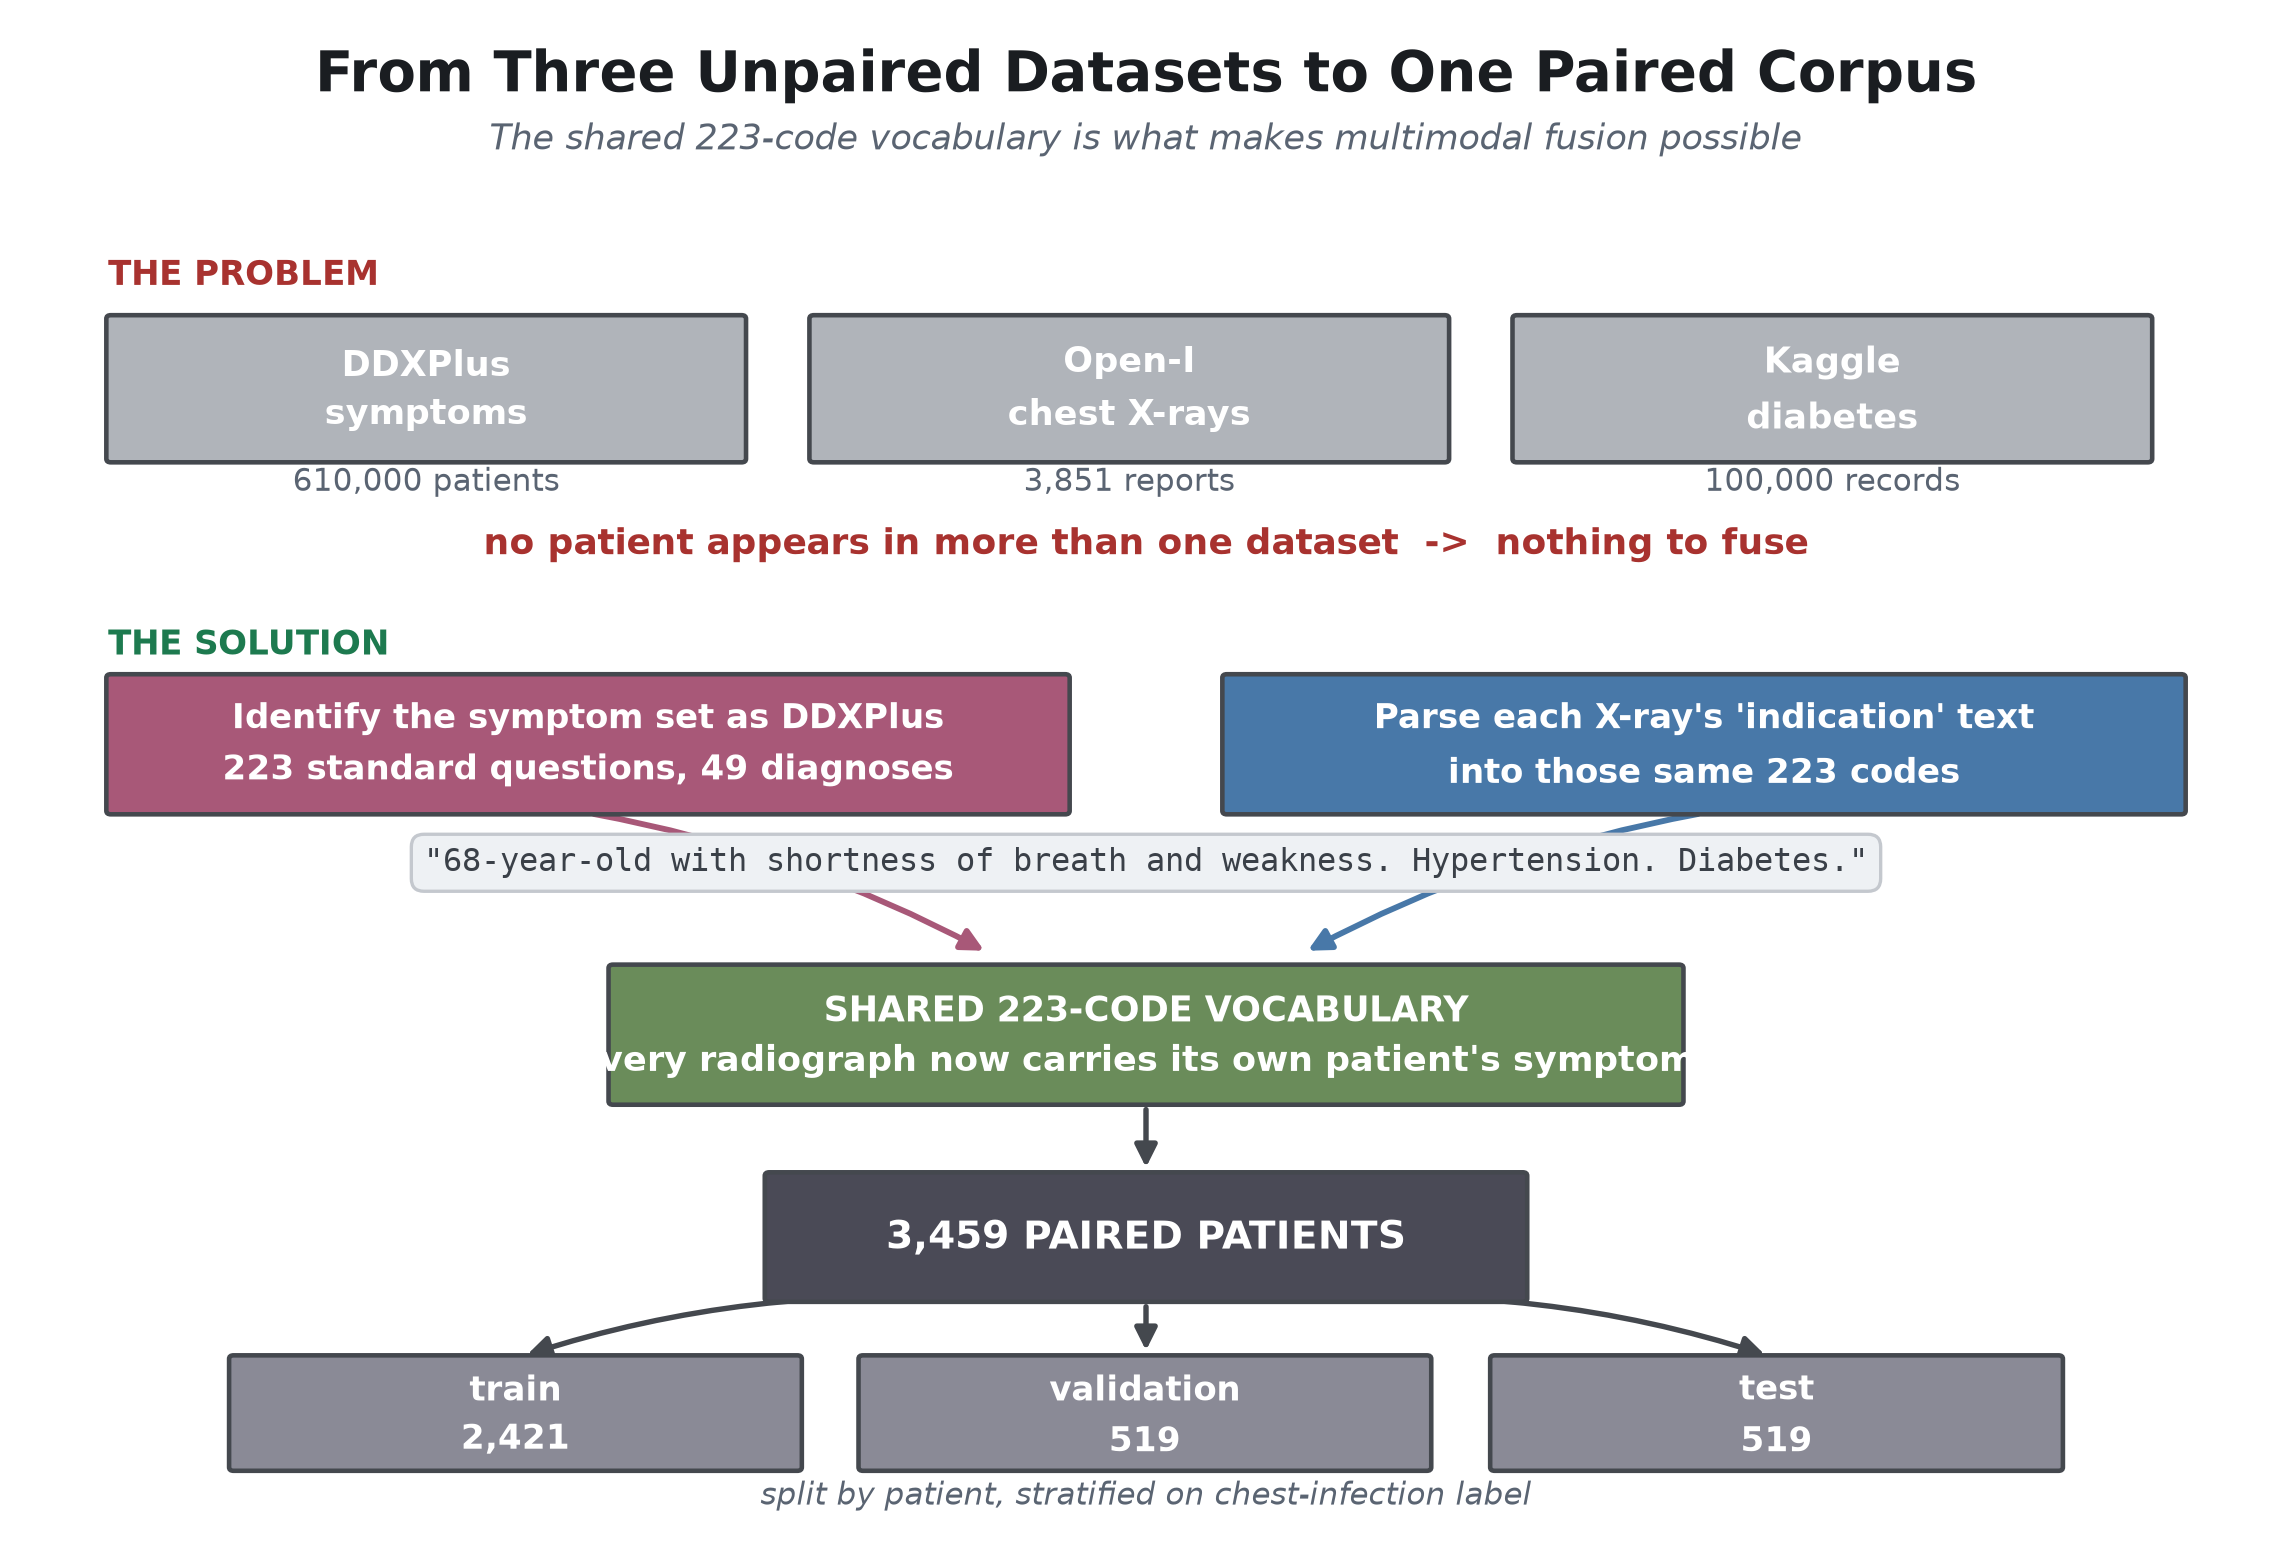 From Three Unpaired Datasets to One Paired Corpus
The shared 223-code vocabulary is what makes multimodal fusion possible
THE PROBLEM
DDXPlus
symptoms
610,000 patients
Open-I
chest X-rays
3,851 reports
Kaggle
diabetes
100,000 records
no patient appears in more than one dataset -> nothing to fuse
THE SOLUTION
Identify the symptom set as DDXPlus
223 standard questions, 49 diagnoses
Parse each X-ray's 'indication' text
into those same 223 codes
"68-year-old with shortness of breath and weakness. Hypertension. Diabetes."
SHARED 223-CODE VOCABULARY
very radiograph now carries its own patient's symptom
3,459 PAIRED PATIENTS
train
2,421
validation
519
test
519
split by patient, stratified on chest-infection label